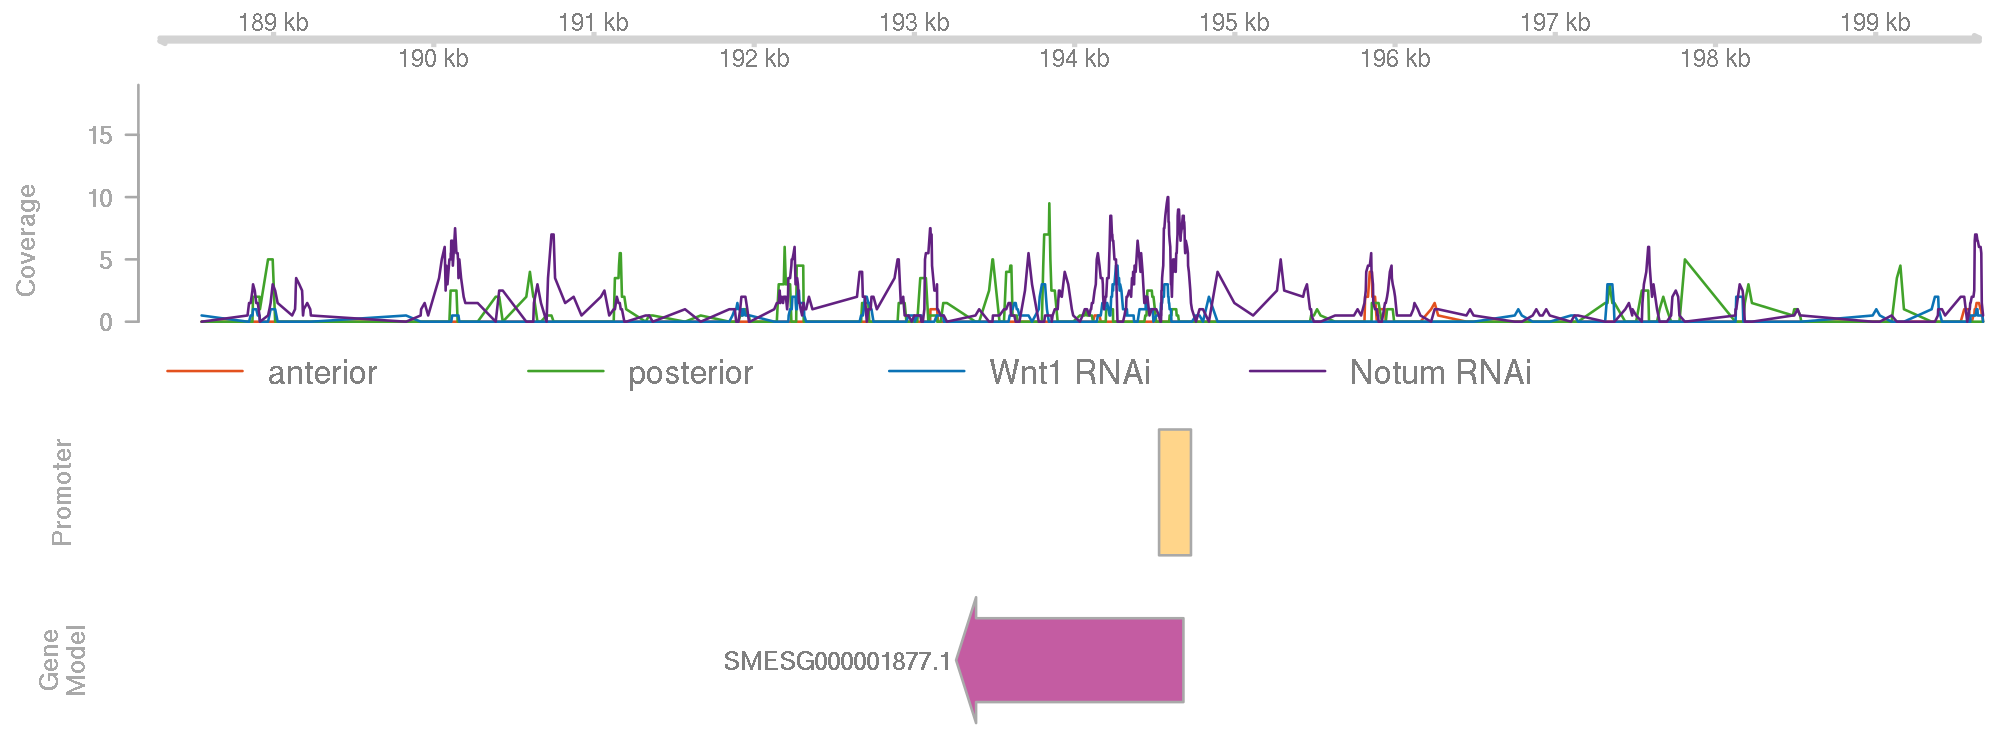 189 kb 191 kb 193 kb 195 kb 197 kb 199 kb
190 kb 192 kb 194 kb 196 kb 198 kb
Coverage
15
10
5
0
anterior posterior Wnt1 RNAi Notum RNAi
Promoter
Gene
Model
SMESG000001877.1